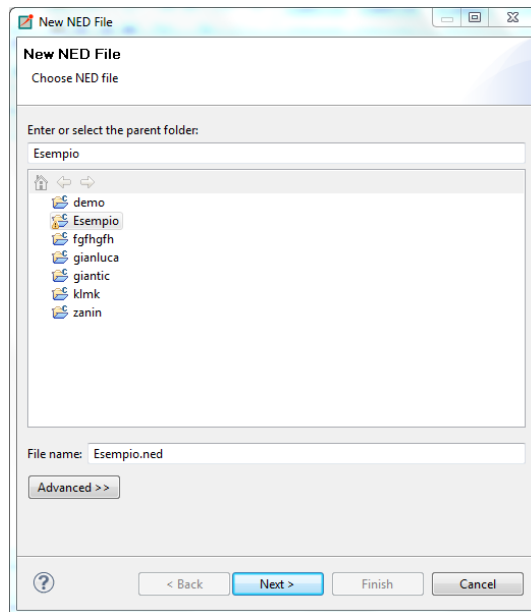 New NED File
New NED File
Choose NED file
Enter or select the parent folder:
Esempio
demo
Esempio
fgfhgfh
gianluca
giantic
klmk
zanin
File name: Esempio.ned
Advanced >>
< Back Next > Finish Cancel